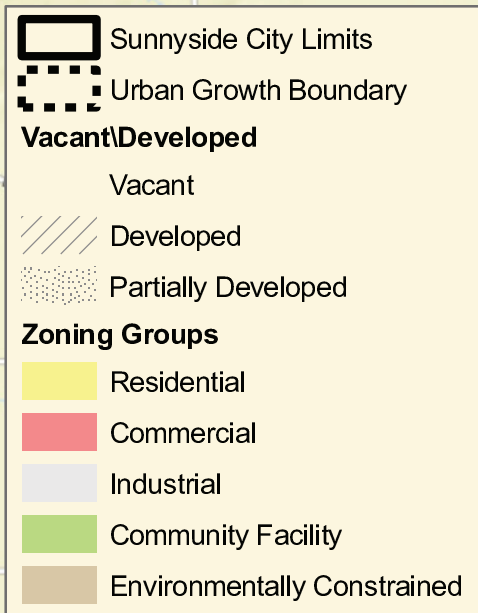 Sunnyside City Limits
Urban Growth Boundary
Vacant\Developed
Vacant
Developed
Partially Developed
Zoning Groups
Residential
Commercial
Industrial
Community Facility
Environmentally Constrained